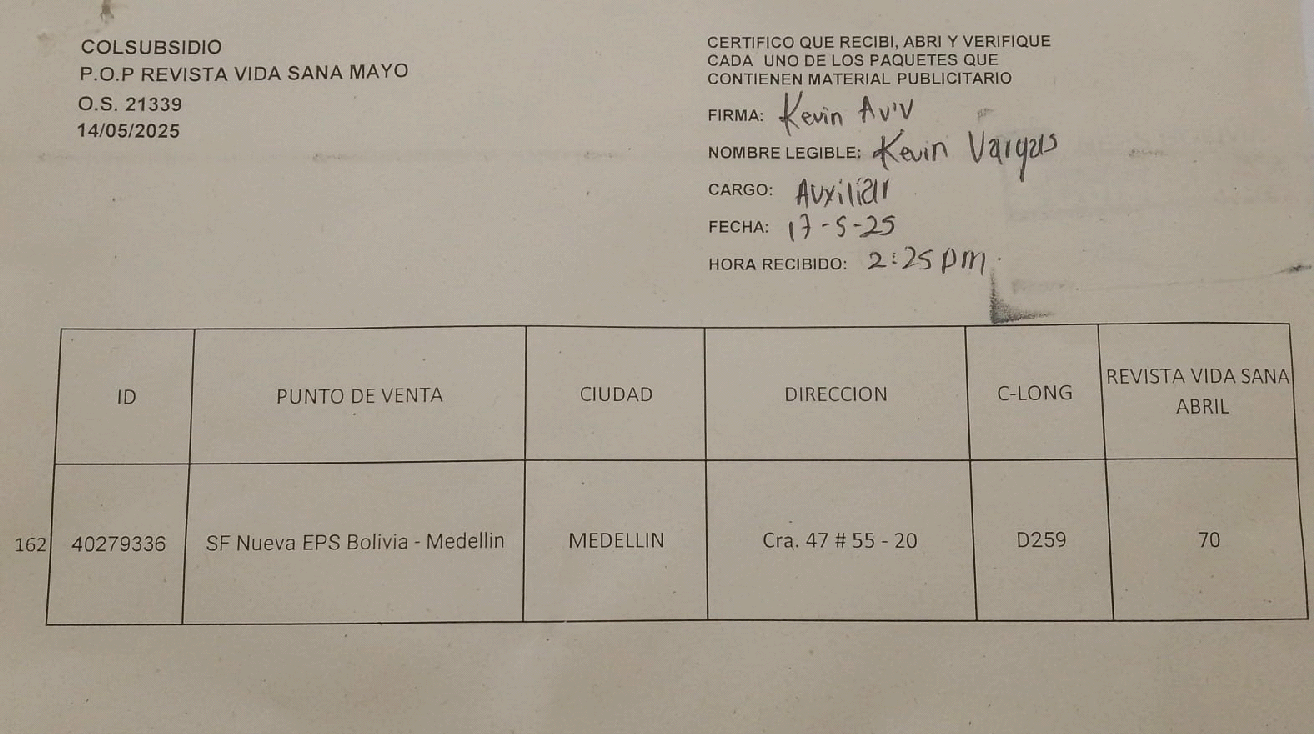 COLSUBSIDIO
P.O.P REVISTA VIDA SANA MAYO
O.S. 21339
14/05/2025
CERTIFICO QUE RECIBI, ABRI Y VERIFIQUE
CADA UNO DE LOS PAQUETES QUE
CONTIENEN MATERIAL PUBLICITARIO
FIRMA: Kevin
NOMBRE LEGIBLE: Kevin Vargas
CARGO: Auxiliar
FECHA: 17-5-25
HORA RECIBIDO: 2:25 pm
ID PUNTO DE VENTA CIUDAD DIRECCION C-LONG REVISTA VIDA SANA
ABRIL
162 40279336 SF Nueva EPS Bolivia - Medellin MEDELLIN Cra. 47 # 55 - 20 D259 70